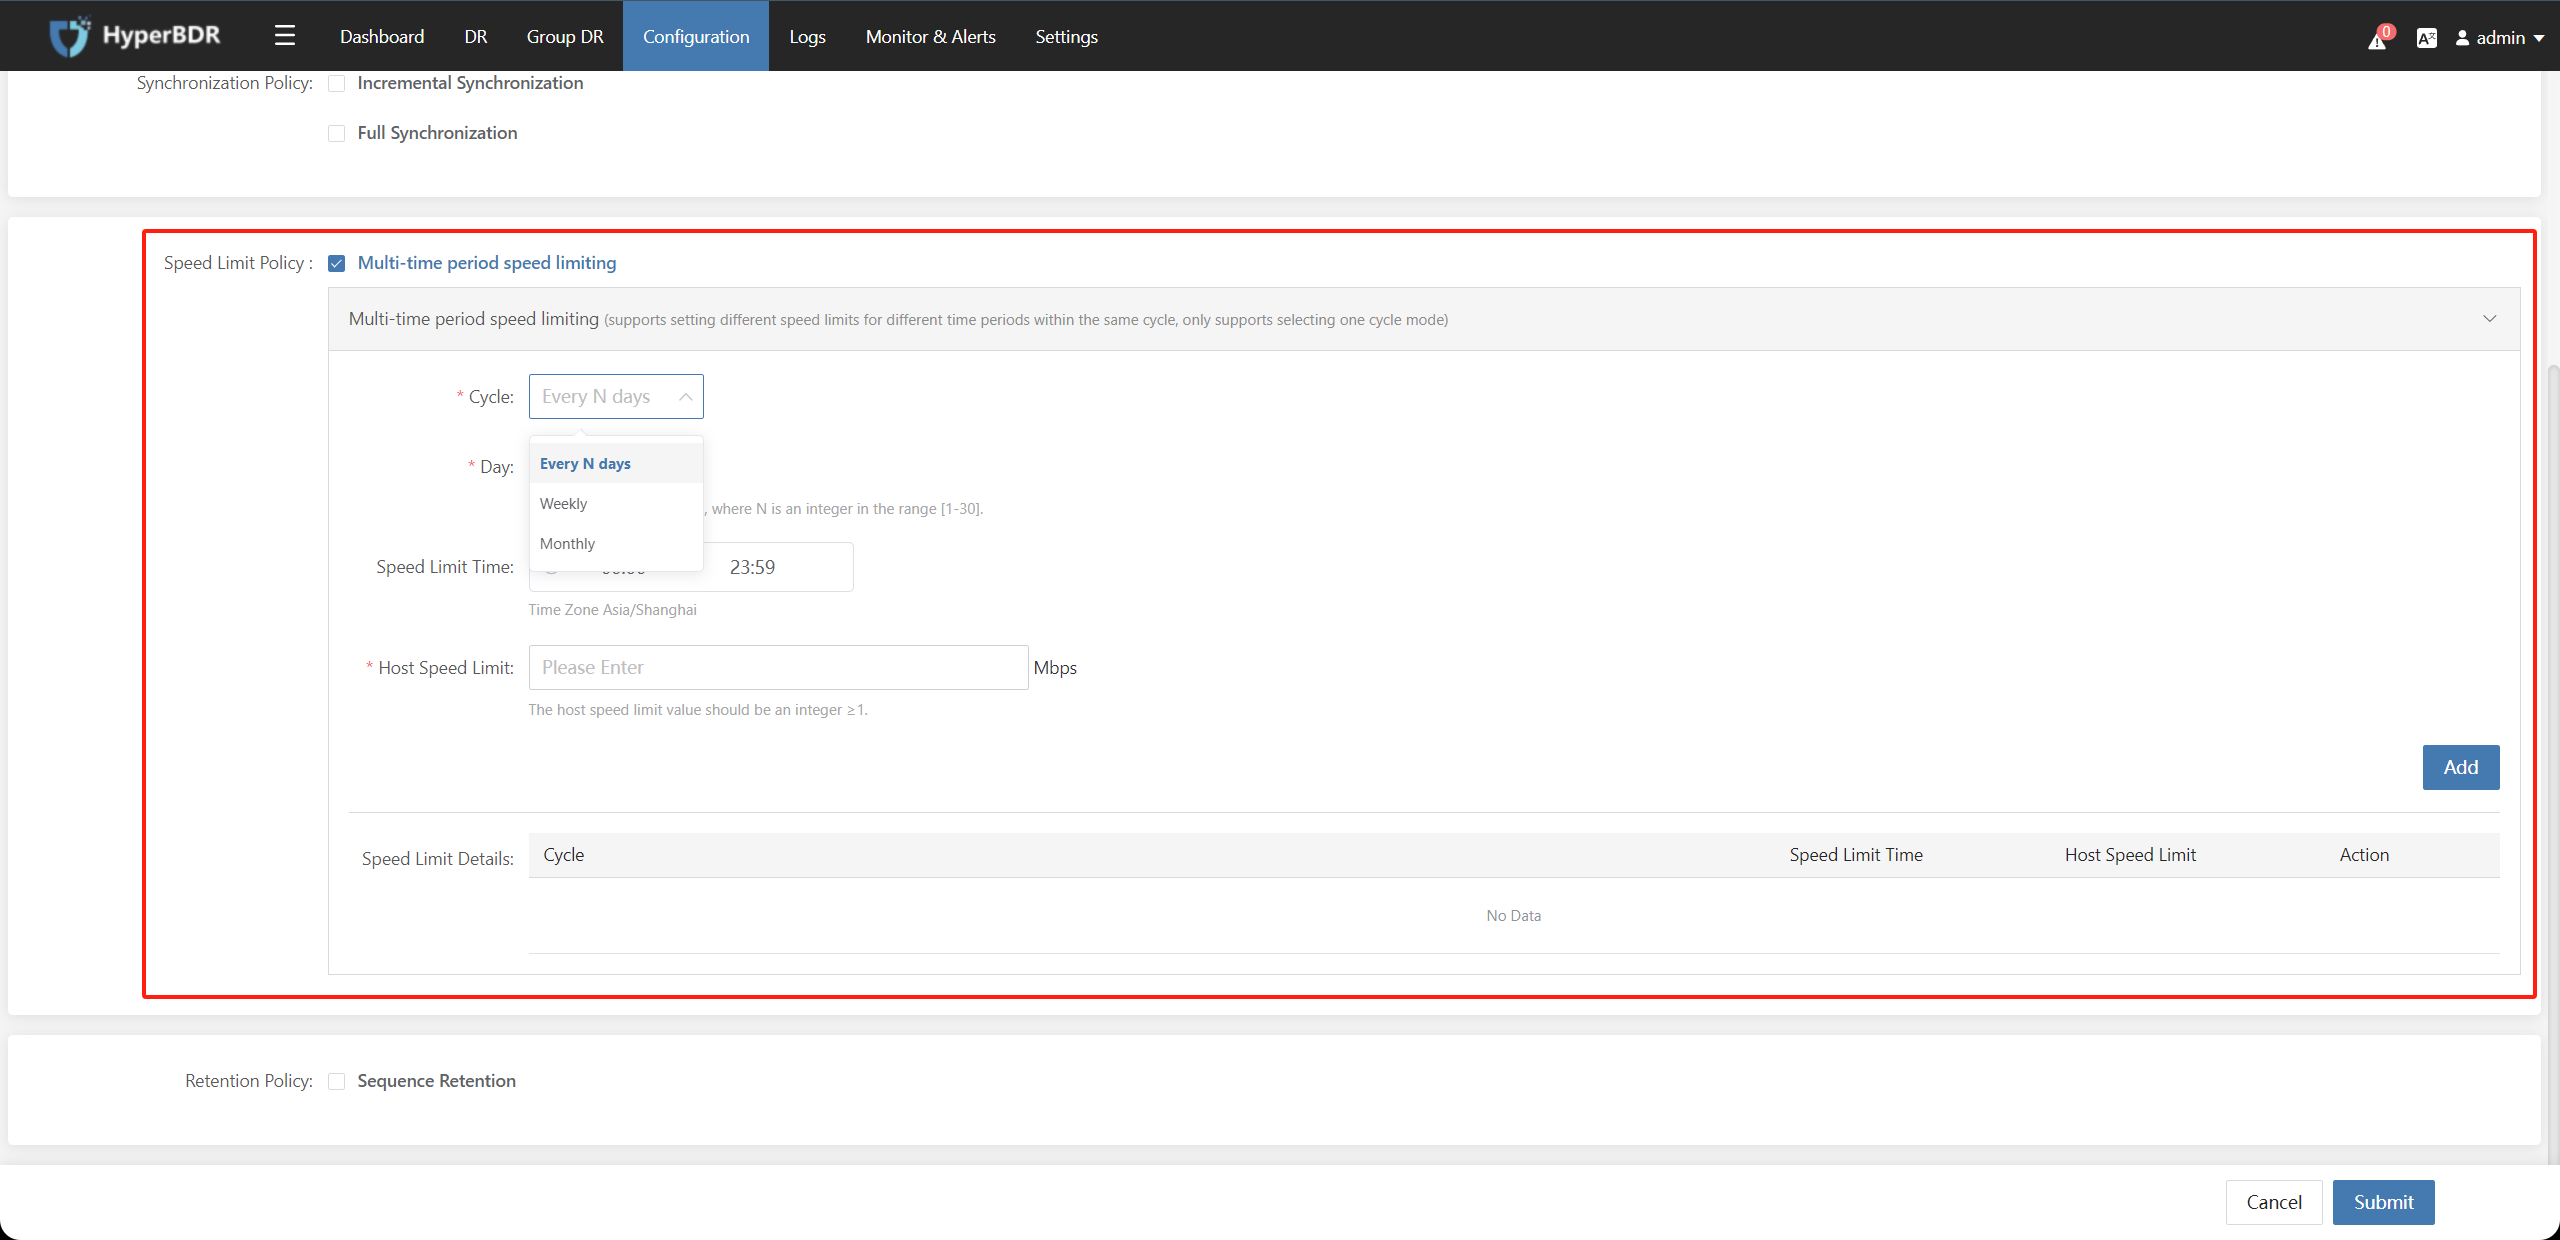 HyperBDR
Dashboard DR Group DR Configuration Logs Monitor & Alerts Settings 0 admin
Synchronization Policy: Incremental Synchronization
Full Synchronization
Speed Limit Policy : Multi-time period speed limiting
Multi-time period speed limiting (supports setting different speed limits for different time periods within the same cycle, only supports selecting one cycle mode)
* Cycle: Every N days
Every N days
* Day:
Weekly
, where N is an integer in the range [1-30].
Monthly
Speed Limit Time: 23:59
Time Zone Asia/Shanghai
* Host Speed Limit: Please Enter Mbps
The host speed limit value should be an integer ≥1.
Add
Speed Limit Details: Cycle Speed Limit Time Host Speed Limit Action
No Data
Retention Policy: Sequence Retention
Cancel Submit